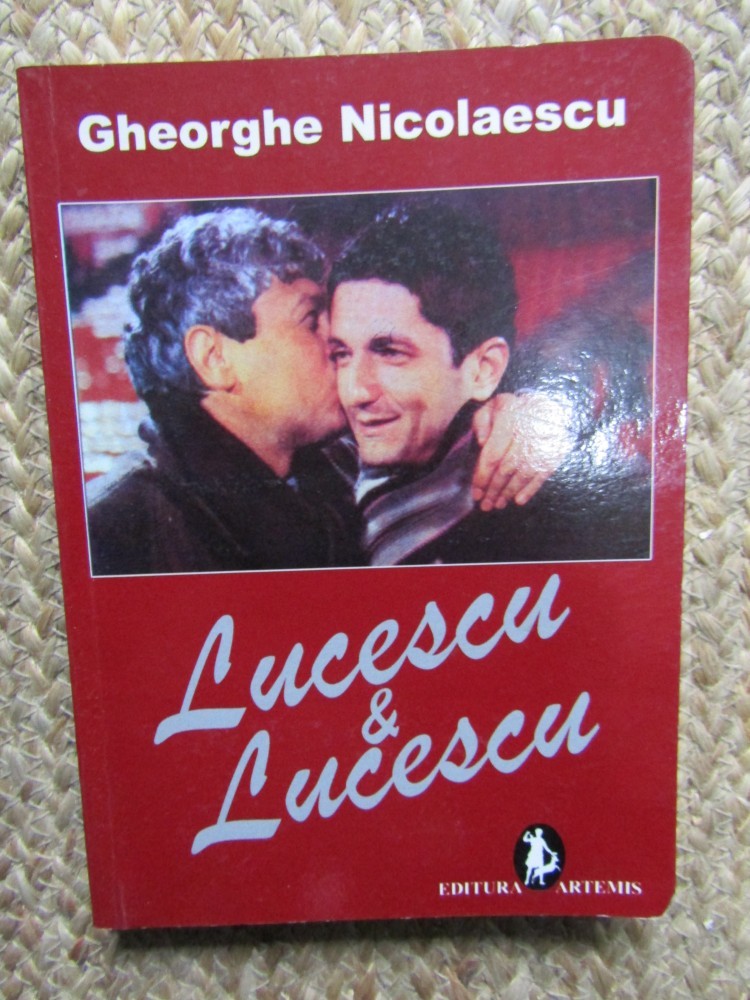 Gheorghe Nicolaescu
Lucescu
&
Lucescu
EDITURA ARTEMIS